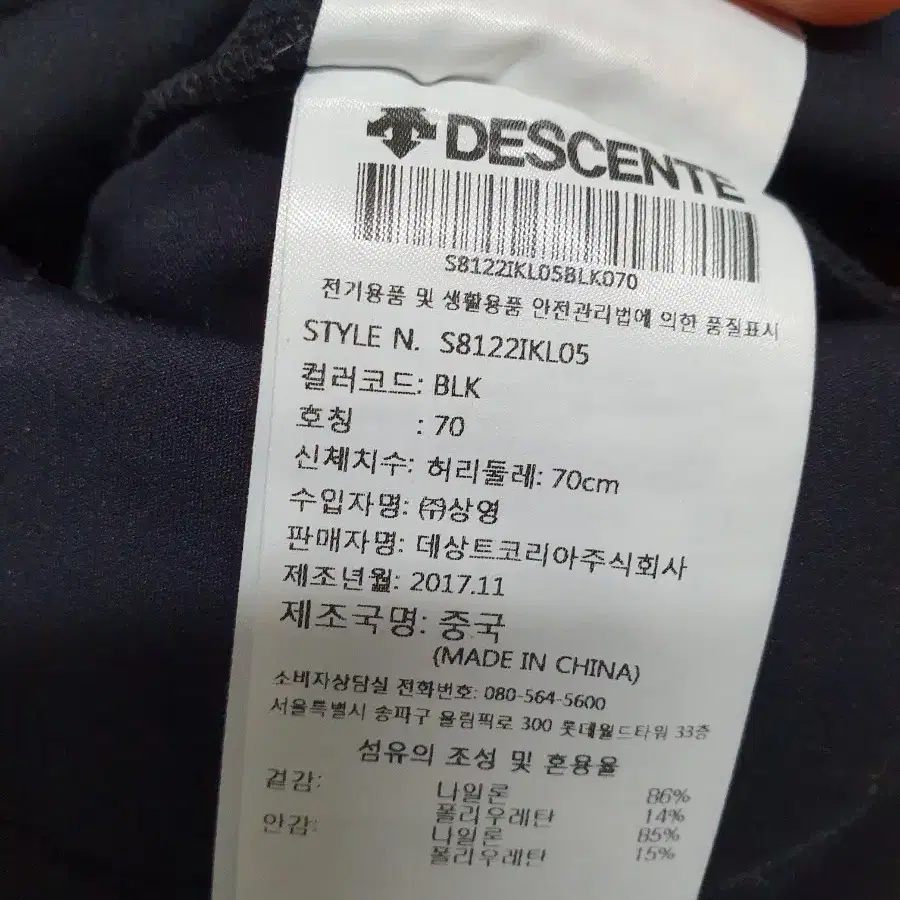 DESCENTE
S8122IKL05BLK070
전기용품 및 생활용품 안전관리법에 의한 품질표시
STYLE N. S8122IKL05
컬러코드: BLK
호칭 : 70
신체치수: 허리둘레: 70cm
수입자명: ㈜상영
판매자명: 데상트코리아주식회사
제조년월: 2017.11
제조국명: 중국
(MADE IN CHINA)
소비자상담실 전화번호: 080-564-5600
서울특별시 송파구 올림픽로 300 롯데월드타워 33층
섬유의 조성 및 혼용율
겉감: 나일론 86%
폴리우레탄 14%
안감: 나일론 85%
폴리우레탄 15%